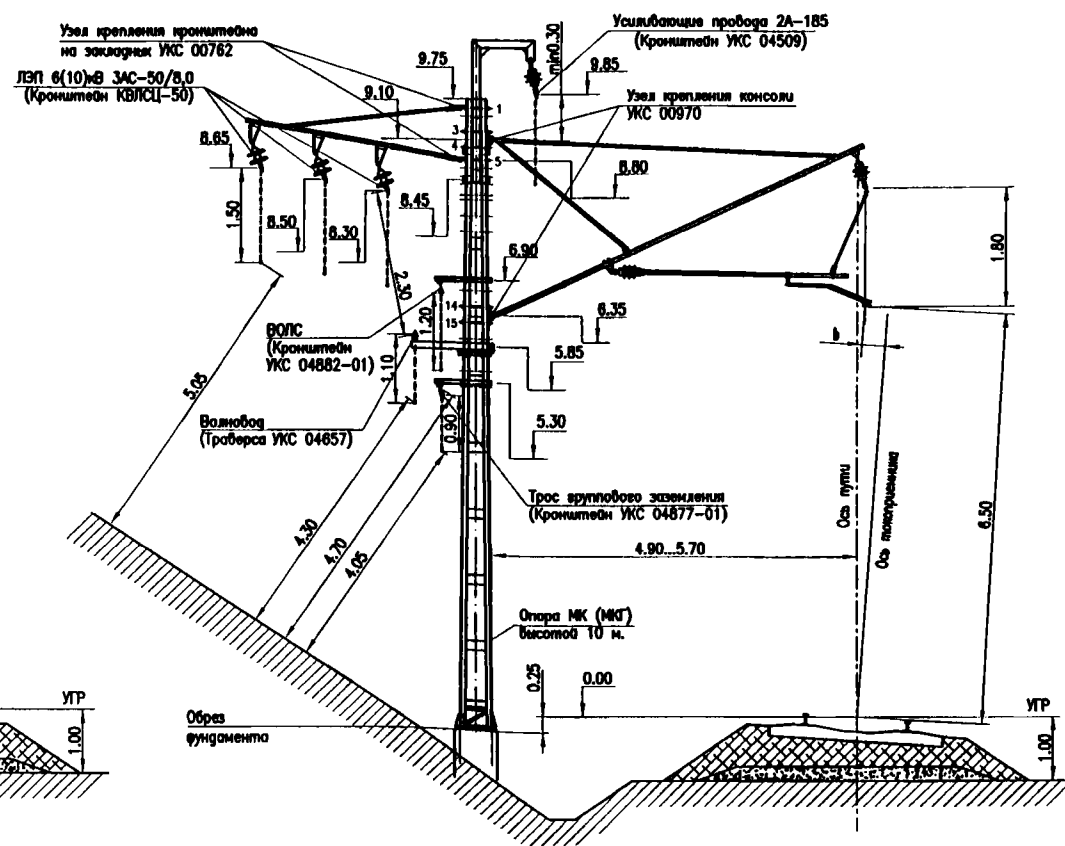 Узел крепления кронштейна
на закладных УКС 00762
ЛЭП 6(10)кВ 3АС-50/8,0
(Кронштейн КВЛСЦ-50)
Усиливающие провода 2А-185
(Кронштейн УКС 04509)
Узел крепления консоли
УКС 00970
9.75
min0.30
9.85
9.10
1
3
4
5
8.65
8.80
1.50
8.50
8.30
8.45
6.90
1.80
2.30
14
15
1.20
6.35
ВОЛС
(Кронштейн
УКС 04882-01)
1.10
5.85
b
5.05
Волновод
(Траверса УКС 04657)
0.90
5.30
Трос группового заземления
(Кронштейн УКС 04877-01)
Ось пути
Ось токоприемника
6.50
4.30
4.70
4.05
4.90...5.70
Опора МК (МКГ)
высотой 10 м.
0.25
0.00
УГР
1.00
Обрез
фундамента
УГР
1.00